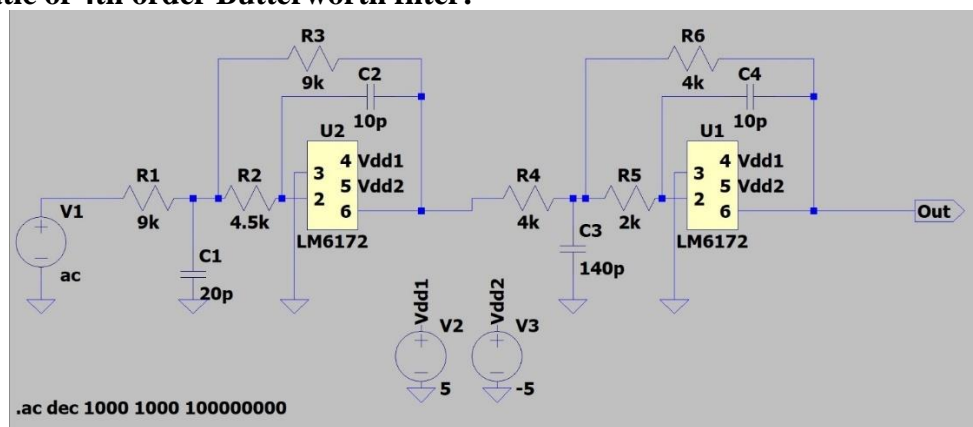 4th order Butterworth filter?
R3
9k
C2
10p
U2
3
2
4 Vdd1
5 Vdd2
6
LM6172
R1
9k
R2
4.5k
V1
ac
C1
20p
R6
4k
C4
10p
U1
3
2
4 Vdd1
5 Vdd2
6
LM6172
R4
4k
R5
2k
C3
140p
Out
Vdd1
V2
5
Vdd2
V3
-5
.ac dec 1000 1000 100000000